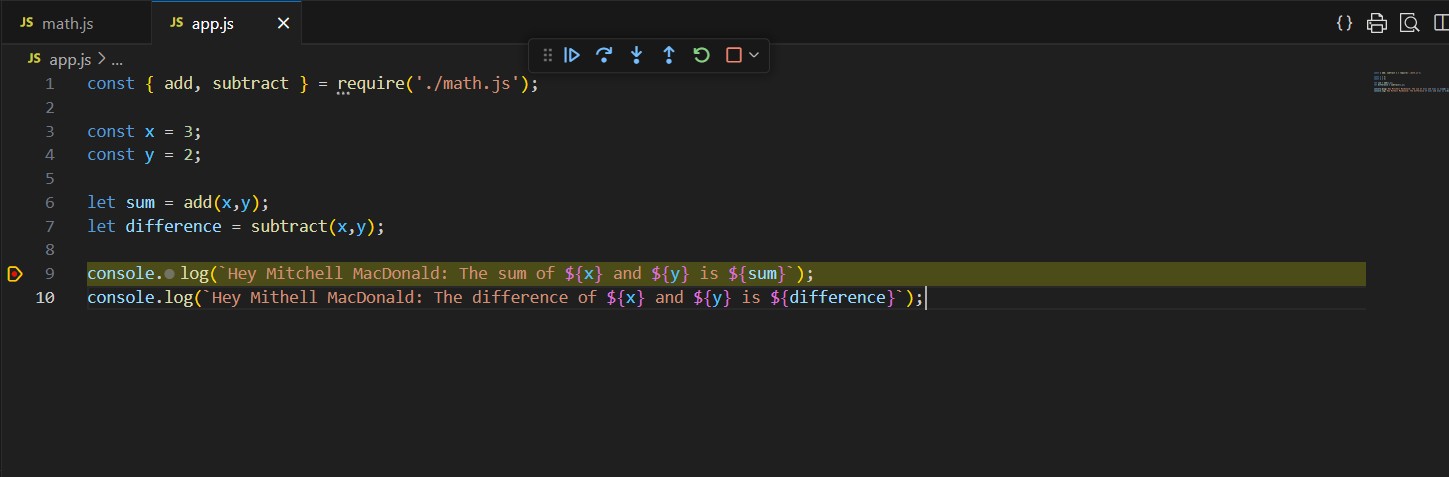 JS math.js JS app.js
JS app.js > ...
1 const { add, subtract } = require('./math.js');
2
3 const x = 3;
4 const y = 2;
5
6 let sum = add(x,y);
7 let difference = subtract(x,y);
8
9 console.log(`Hey Mitchell MacDonald: The sum of ${x} and ${y} is ${sum}`);
10 console.log(`Hey Mithell MacDonald: The difference of ${x} and ${y} is ${difference}`);